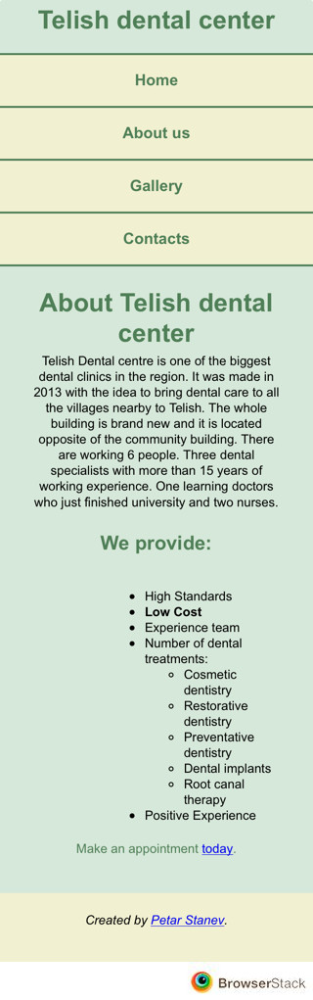 Telish dental center
Home
About us
Gallery
Contacts
About Telish dental
center
Telish Dental centre is one of the biggest
dental clinics in the region. It was made in
2013 with the idea to bring dental care to all
the villages nearby to Telish. The whole
building is brand new and it is located
opposite of the community building. There
are working 6 people. Three dental
specialists with more than 15 years of
working experience. One learning doctors
who just finished university and two nurses.
We provide:
• High Standards
• Low Cost
• Experience team
• Number of dental
treatments:
◦ Cosmetic
dentistry
◦ Restorative
dentistry
◦ Preventative
dentistry
◦ Dental implants
◦ Root canal
therapy
• Positive Experience
Make an appointment today.
Created by Petar Stanev.
BrowserStack